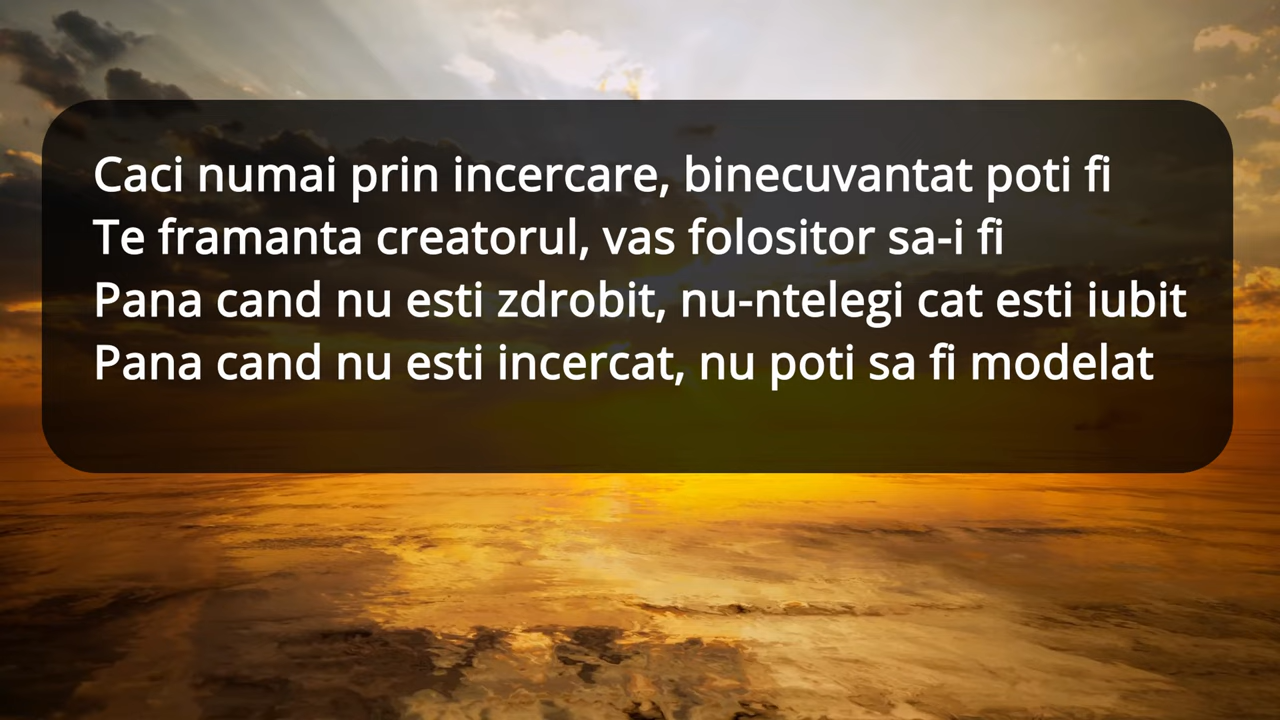 Caci numai prin incercare, binecuvantat poti fi
Te framanta creatorul, vas folositor sa-i fi
Pana cand nu esti zdrobit, nu-ntelegi cat esti iubit
Pana cand nu esti incercat, nu poti sa fi modelat